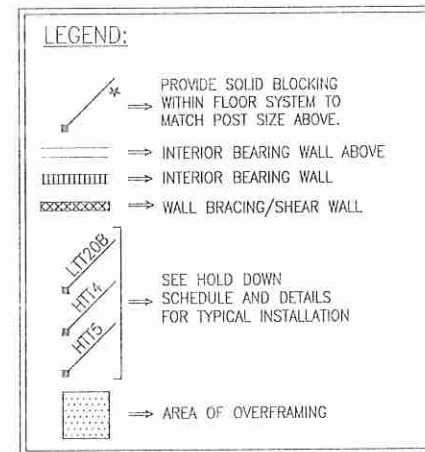 LEGEND:
PROVIDE SOLID BLOCKING
WITHIN FLOOR SYSTEM TO
MATCH POST SIZE ABOVE.
INTERIOR BEARING WALL ABOVE
INTERIOR BEARING WALL
WALL BRACING/SHEAR WALL
LTT20B
HTT4
HTT5
SEE HOLD DOWN
SCHEDULE AND DETAILS
FOR TYPICAL INSTALLATION
AREA OF OVERFRAMING